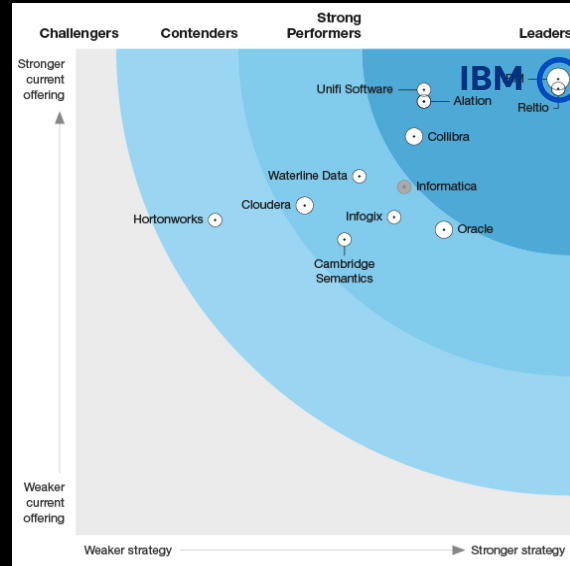 Challengers
Contenders
Strong
Performers
Leaders
Stronger
current
offering
Unifi Software
IBM
Alation
Reltio
Collibra
Waterline Data
Informatica
Cloudera
Infogix
Hortonworks
Oracle
Cambridge
Semantics
Weaker
current
offering
Weaker strategy
Stronger strategy